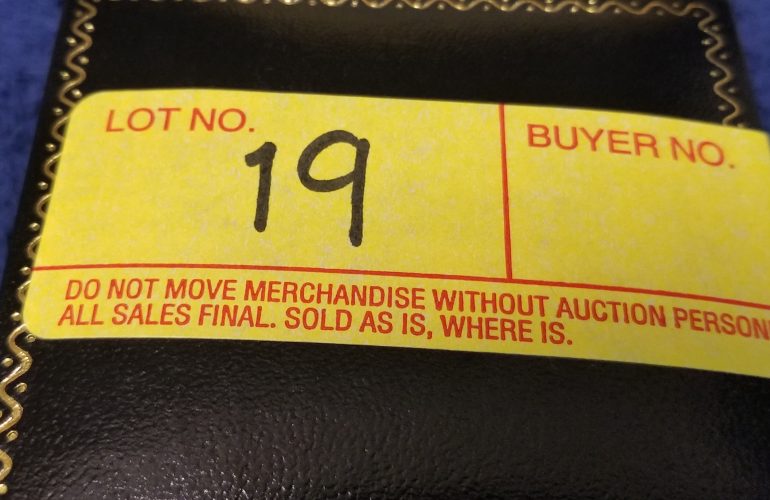 LOT NO. BUYER NO.
19
DO NOT MOVE MERCHANDISE WITHOUT AUCTION
ALL SALES FINAL. SOLD AS IS, WHERE IS.